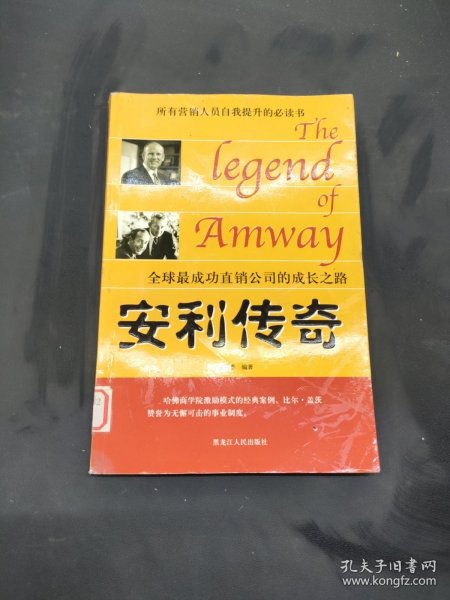 所有营销人员自我提升的必读书
The
legend
of
Amway
全球最成功直销公司的成长之路
安利传奇
编著
哈佛商学院激励模式的经典案例、比尔·盖茨
赞誉为无懈可击的事业制度。
黑龙江人民出版社
孔夫子旧书网
www.kongfz.com